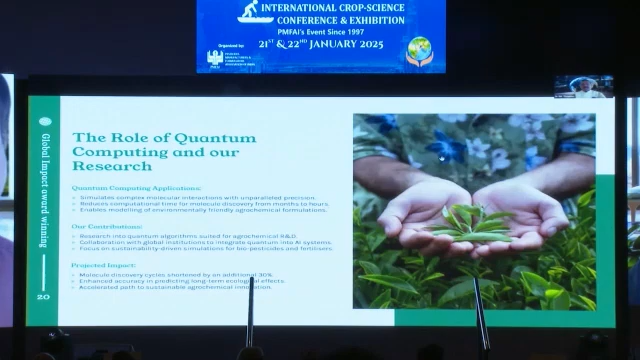 INTERNATIONAL CROP-SCIENCE
CONFERENCE & EXHIBITION
PMFAI's Event Since 1997
21ST & 22ND JANUARY 2025
Organized by:
The Role of Quantum
Computing and our
Research
Quantum Computing Applications:
Simulates complex molecular interactions with unparalleled precision.
Reduces computational time for molecule discovery from months to hours.
Enables modelling of environmentally friendly agrochemical formulations.
Our Contributions:
Research into quantum algorithms suited for agrochemical R&D.
Collaboration with global institutions to integrate quantum into AI systems.
Focus on sustainability-driven simulations for bio-pesticides and fertilisers.
Projected Impact:
Molecule discovery cycles shortened by an additional 30%.
Enhanced accuracy in predicting long-term ecological effects.
Accelerated path to sustainable agrochemical innovation.
Global Impact award winning
20